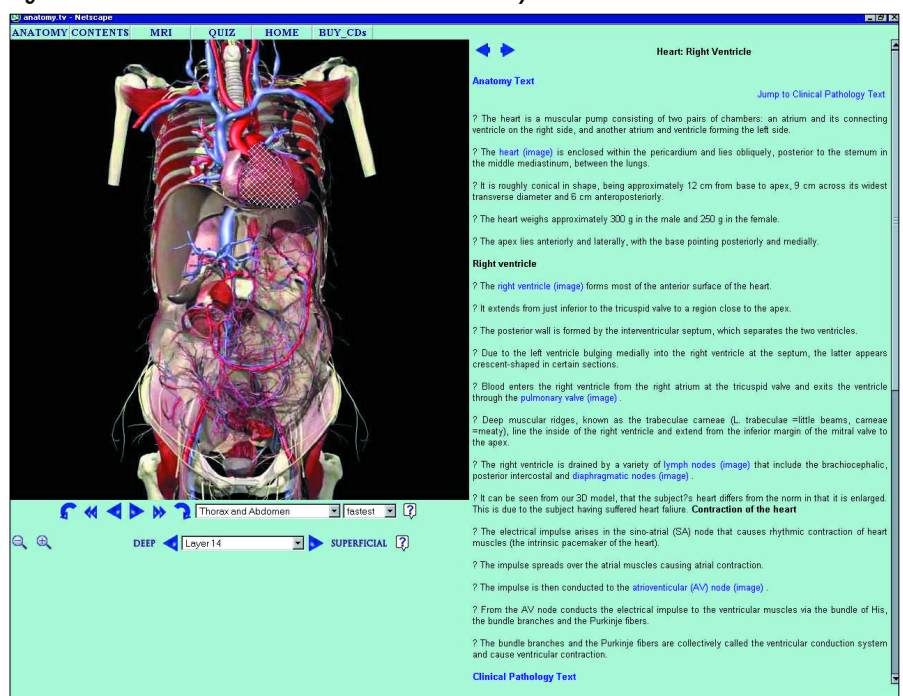 anatomy.tv - Netscape
ANATOMY CONTENTS MRI QUIZ HOME BUY_CDs
Heart: Right Ventricle
Anatomy Text
Jump to Clinical Pathology Text
? The heart is a muscular pump consisting of two pairs of chambers: an atrium and its connecting
ventricle on the right side, and another atrium and ventricle forming the left side.
? The heart (image) is enclosed within the pericardium and lies obliquely, posterior to the sternum in
the middle mediastinum, between the lungs.
? It is roughly conical in shape, being approximately 12 cm from base to apex, 9 cm across its widest
transverse diameter and 6 cm anteroposteriorly.
? The heart weighs approximately 300 g in the male and 250 g in the female.
? The apex lies anteriorly and laterally, with the base pointing posteriorly and medially.
Right ventricle
? The right ventricle (image) forms most of the anterior surface of the heart.
? It extends from just inferior to the tricuspid valve to a region close to the apex.
? The posterior wall is formed by the interventricular septum, which separates the two ventricles.
? Due to the left ventricle bulging medially into the right ventricle at the septum, the latter appears
crescent-shaped in certain sections.
? Blood enters the right ventricle from the right atrium at the tricuspid valve and exits the ventricle
through the pulmonary valve (image) .
? Deep muscular ridges, known as the trabeculae carneae (L. trabeculae =little beams, carneae
=meaty), line the inside of the right ventricle and extend from the inferior margin of the mitral valve to
the apex.
? The right ventricle is drained by a variety of lymph nodes (image) that include the brachiocephalic,
posterior intercostal and diaphragmatic nodes (image) .
? It can be seen from our 3D model, that the subject?s heart differs from the norm in that it is enlarged.
This is due to the subject having suffered heart faliure. Contraction of the heart
? The electrical impulse arises in the sino-atrial (SA) node that causes rhythmic contraction of heart
muscles (the intrinsic pacemaker of the heart).
? The impulse spreads over the atrial muscles causing atrial contraction.
? The impulse is then conducted to the atrioventicular (AV) node (image) .
? From the AV node conducts the electrical impulse to the ventricular muscles via the bundle of His,
the bundle branches and the Purkinje fibers.
? The bundle branches and the Purkinje fibers are collectively called the ventricular conduction system
and cause ventricular contraction.
Clinical Pathology Text
Thorax and Abdomen fastest ?
DEEP Layer 14 SUPERFICIAL ?